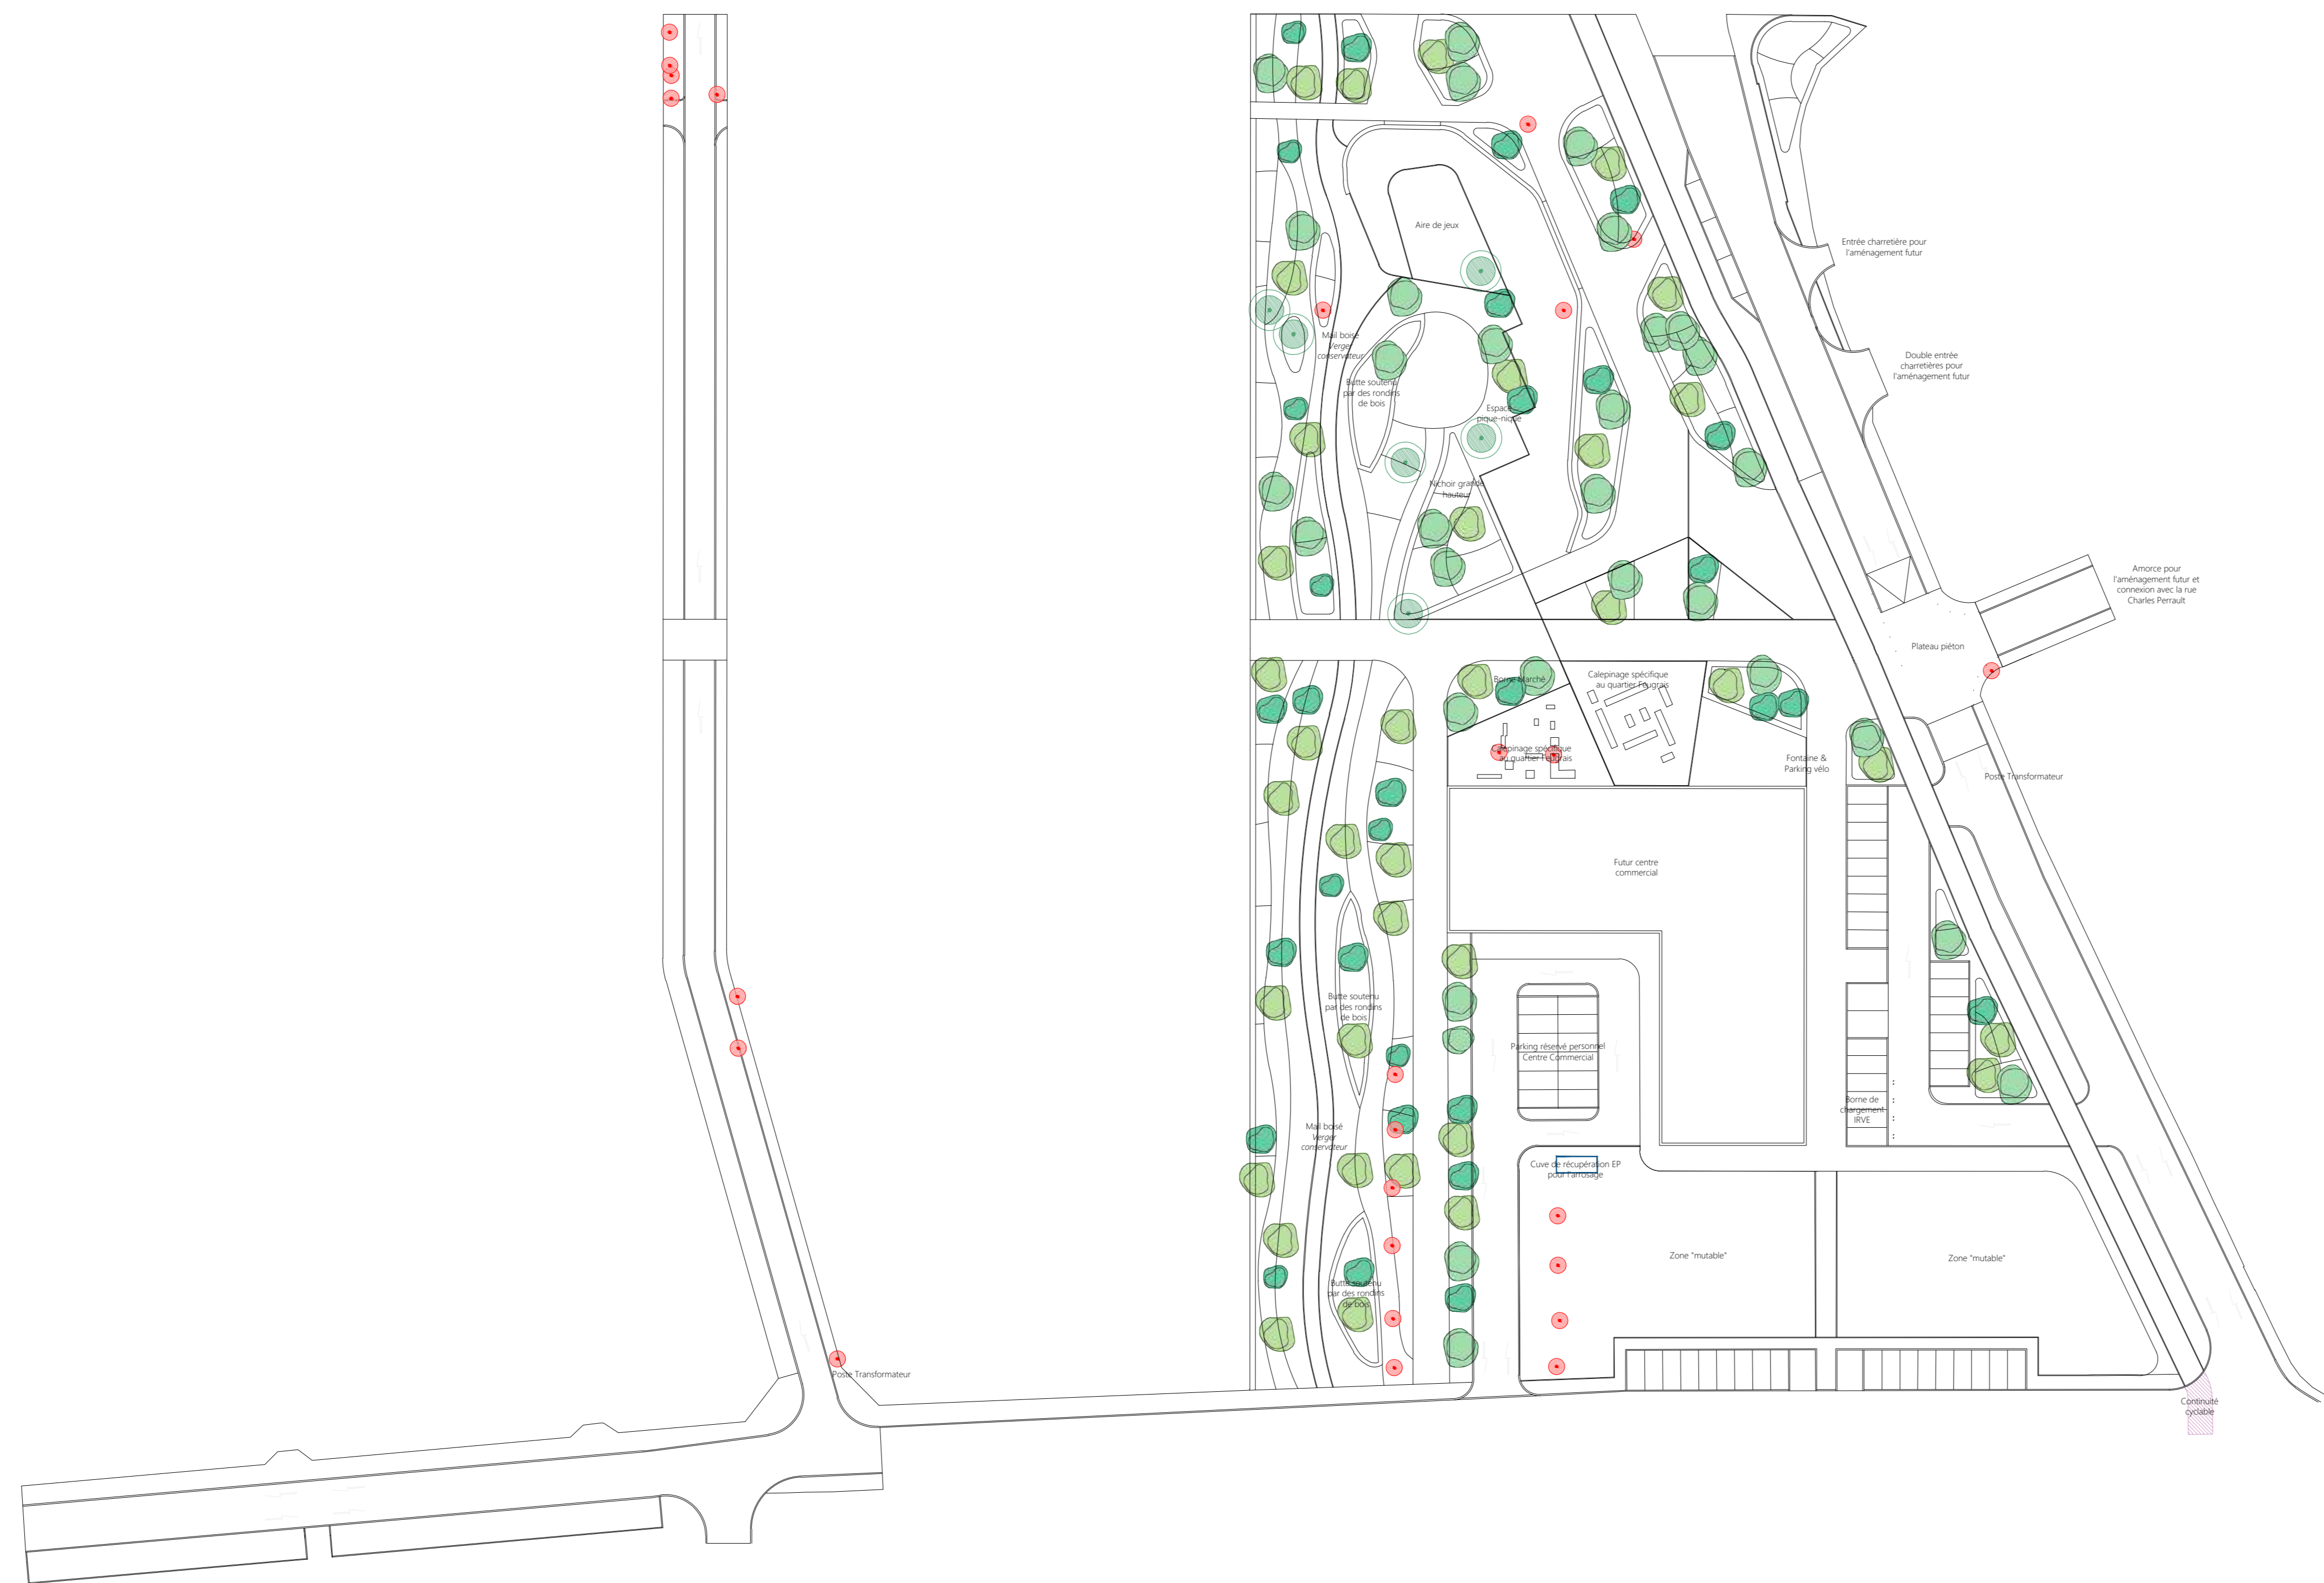 Aire de jeux
Entrée charretière pour
l'aménagement futur
Mail boisé
Verger
conservateur
Double entrée
charretières pour
l'aménagement futur
Butte soutenu
par des rondins
de bois
Espace
pique-nique
Nichoir grande
hauteur
Amorce pour
l'aménagement futur et
connexion avec la rue
Charles Perrault
Plateau piéton
Borne Marché
Calepinage spécifique
au quartier Feugrais
Calepinage spécifique
au quartier Feugrais
Fontaine &
Parking vélo
Poste Transformateur
Futur centre
commercial
Butte soutenu
par des rondins
de bois
Parking réservé personnel
Centre Commercial
Borne de
chargement
IRVE
Mail boisé
Verger
conservateur
Cuve de récupération EP
pour l'arrosage
Zone "mutable"
Zone "mutable"
Butte soutenu
par des rondins
de bois
Poste Transformateur
Continuité
cyclable